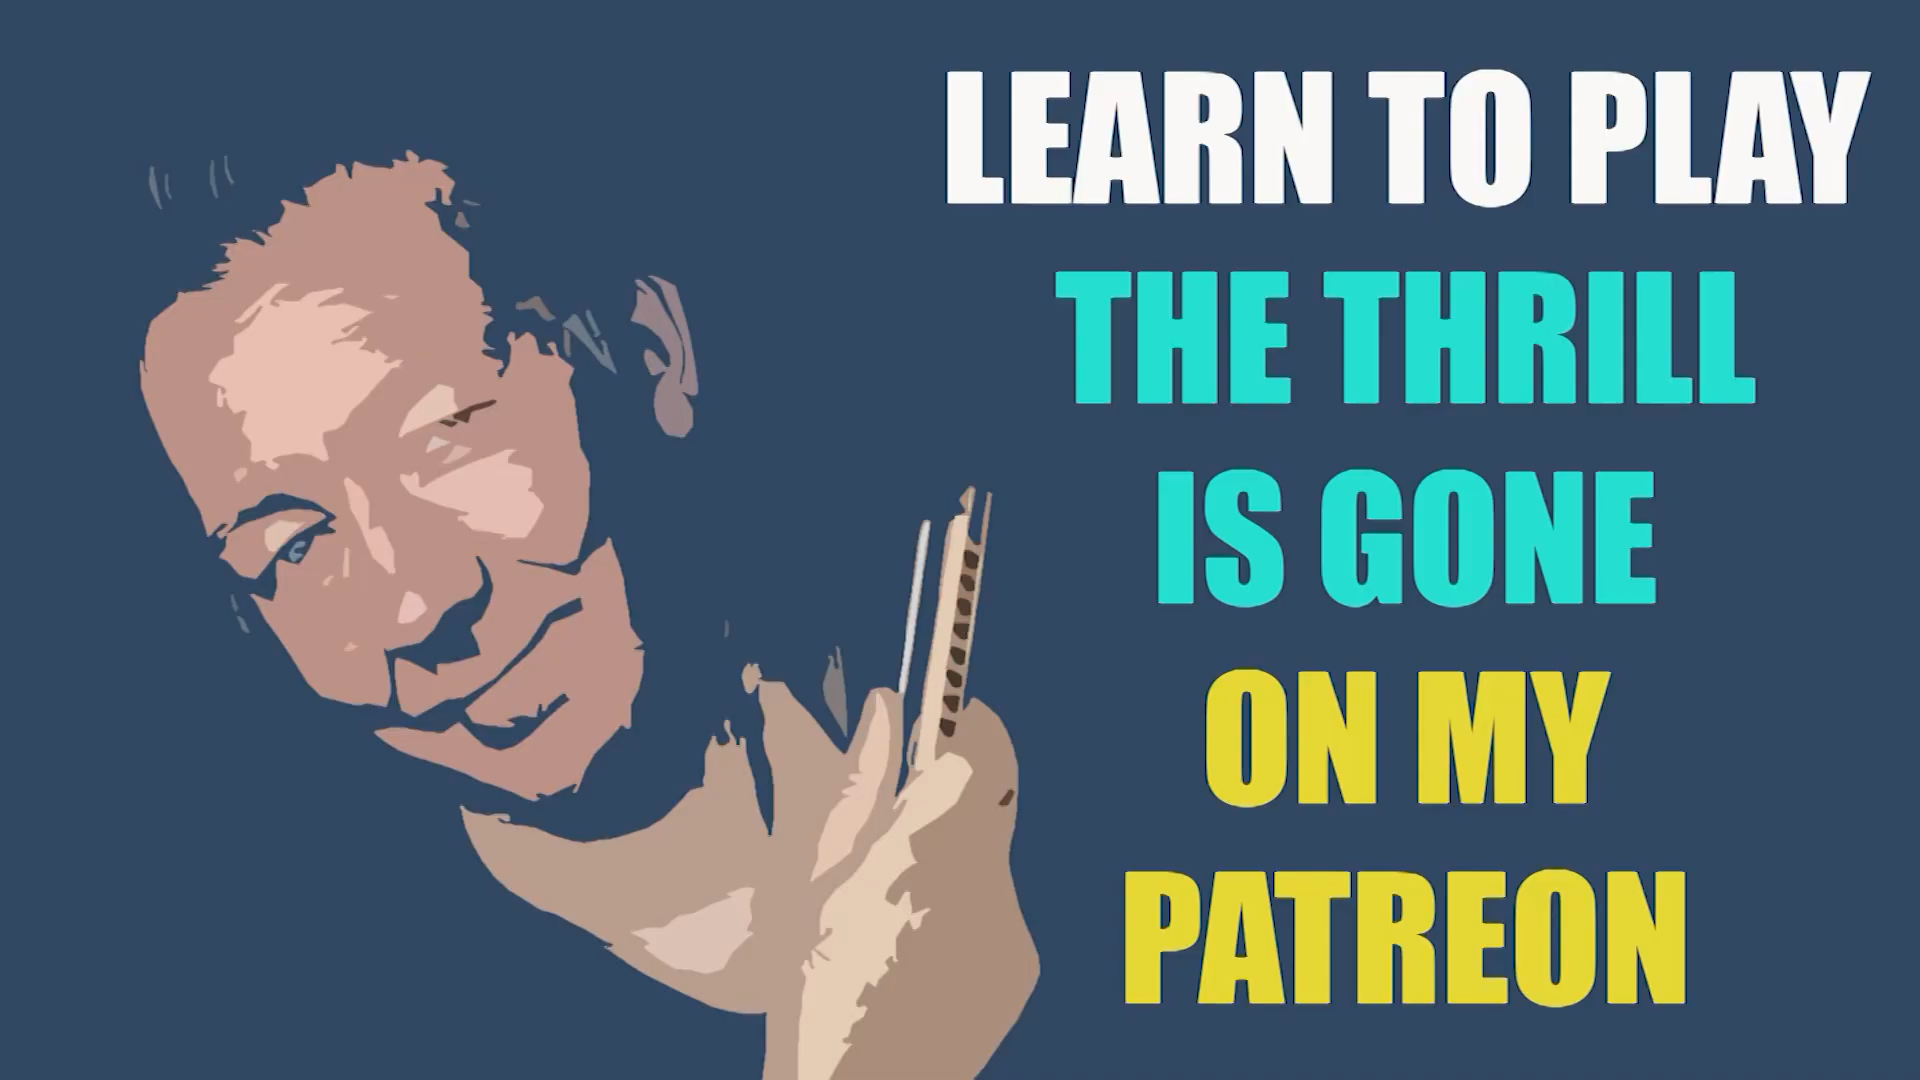 LEARN TO PLAY
THE THRILL
IS GONE
ON MY
PATREON